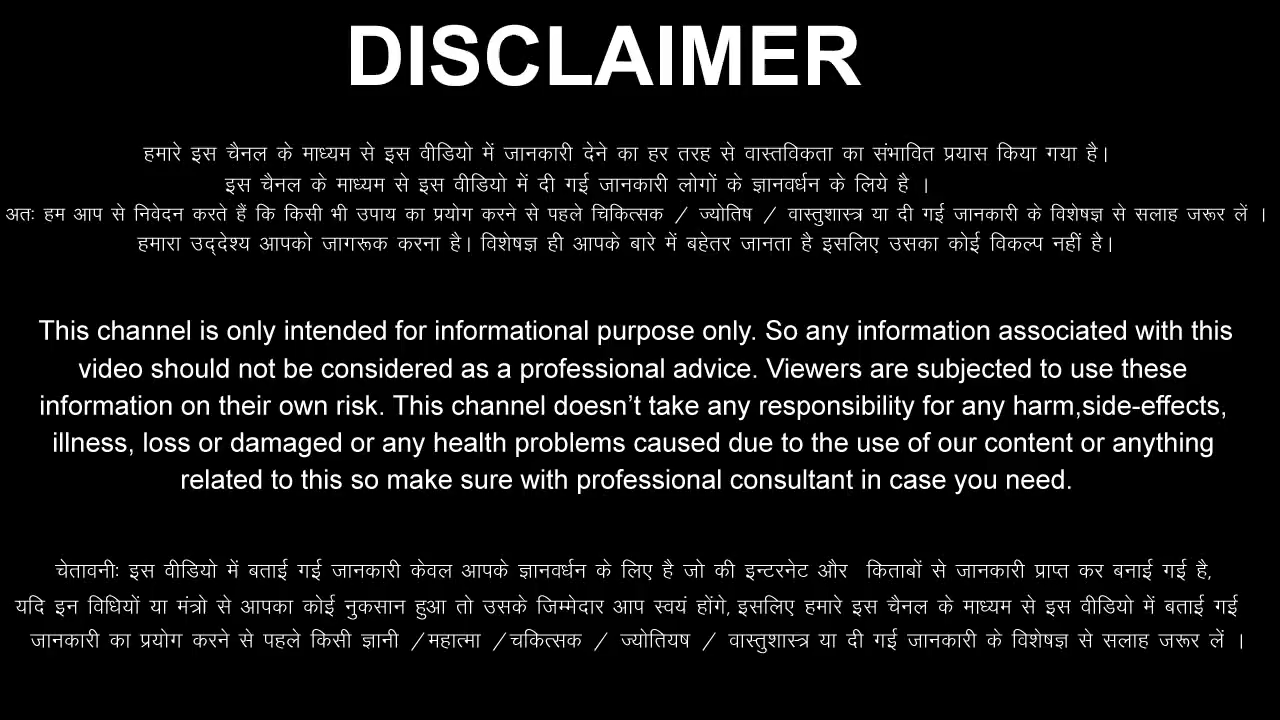 DISCLAIMER
हमारे इस चैनल के माध्यम से इस वीडियो में जानकारी देने का हर तरह से वास्तविकता का संभावित प्रयास किया गया है।
इस चैनल के माध्यम से इस वीडियो में दी गई जानकारी लोगों के ज्ञानवर्धन के लिये है ।
अतः हम आप से निवेदन करते हैं कि किसी भी उपाय का प्रयोग करने से पहले चिकित्सक / ज्योतिष / वास्तुशास्त्र या दी गई जानकारी के विशेषज्ञ से सलाह जरूर लें ।
हमारा उद्देश्य आपको जागरूक करना है। विशेषज्ञ ही आपके बारे में बहेतर जानता है इसलिए उसका कोई विकल्प नहीं है।
This channel is only intended for informational purpose only. So any information associated with this
video should not be considered as a professional advice. Viewers are subjected to use these
information on their own risk. This channel doesn’t take any responsibility for any harm,side-effects,
illness, loss or damaged or any health problems caused due to the use of our content or anything
related to this so make sure with professional consultant in case you need.
चेतावनीः इस वीडियो में बताई गई जानकारी केवल आपके ज्ञानवर्धन के लिए है जो की इन्टरनेट और किताबों से जानकारी प्राप्त कर बनाई गई है,
यदि इन विधियों या मंत्रो से आपका कोई नुकसान हुआ तो उसके जिम्मेदार आप स्वयं होंगे, इसलिए हमारे इस चैनल के माध्यम से इस वीडियो में बताई गई
जानकारी का प्रयोग करने से पहले किसी ज्ञानी /महात्मा /चकित्सक / ज्योतियष / वास्तुशास्त्र या दी गई जानकारी के विशेषज्ञ से सलाह जरूर लें ।